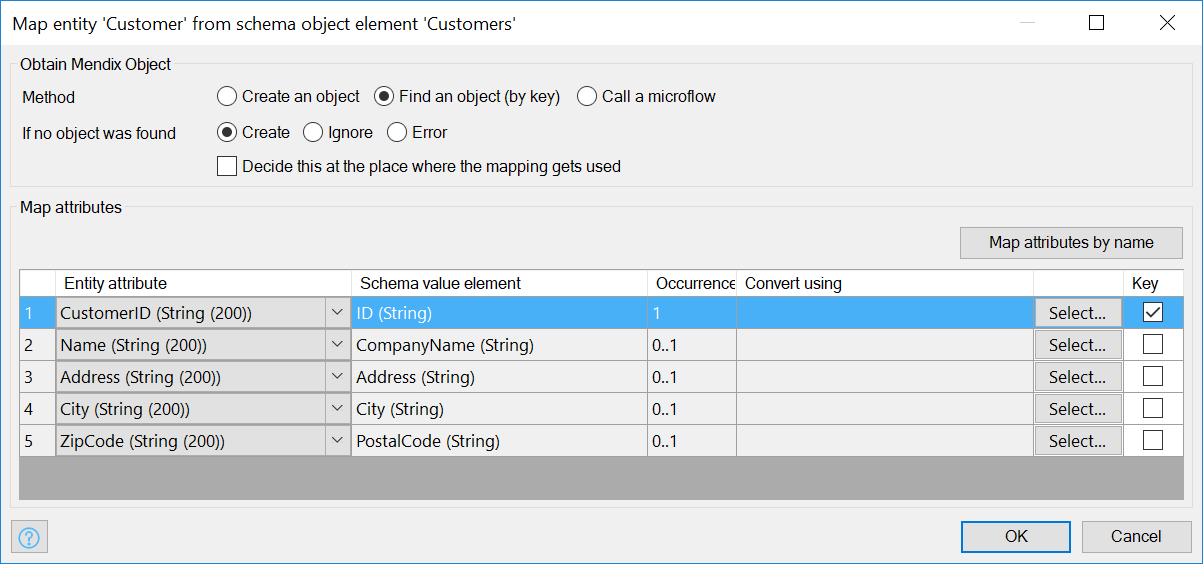 Map entity 'Customer' from schema object element 'Customers'
Obtain Mendix Object
Method Create an object Find an object (by key) Call a microflow
If no object was found Create Ignore Error
Decide this at the place where the mapping gets used
Map attributes
Map attributes by name
Entity attribute Schema value element Occurrence Convert using Key
1 CustomerID (String (200)) ID (String) 1 Select...
2 Name (String (200)) CompanyName (String) 0..1 Select...
3 Address (String (200)) Address (String) 0..1 Select...
4 City (String (200)) City (String) 0..1 Select...
5 ZipCode (String (200)) PostalCode (String) 0..1 Select...
? OK Cancel